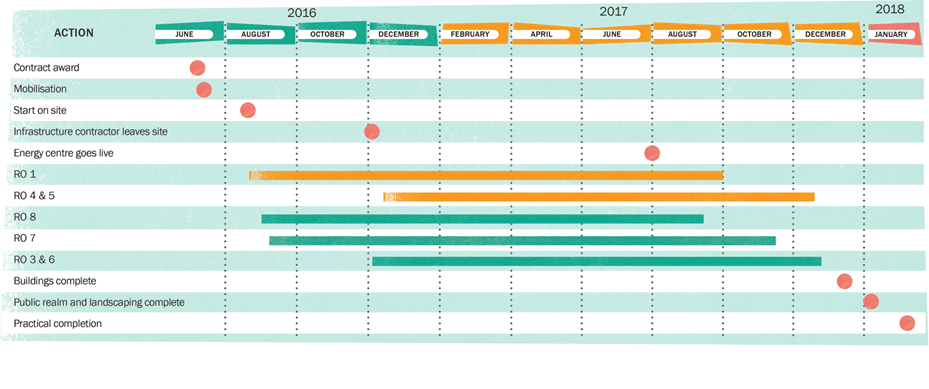 2016 2017 2018
ACTION JUNE AUGUST OCTOBER DECEMBER FEBRUARY APRIL JUNE AUGUST OCTOBER DECEMBER JANUARY
Contract award
Mobilisation
Start on site
Infrastructure contractor leaves site
Energy centre goes live
RO 1
RO 4 & 5
RO 8
RO 7
RO 3 & 6
Buildings complete
Public realm and landscaping complete
Practical completion